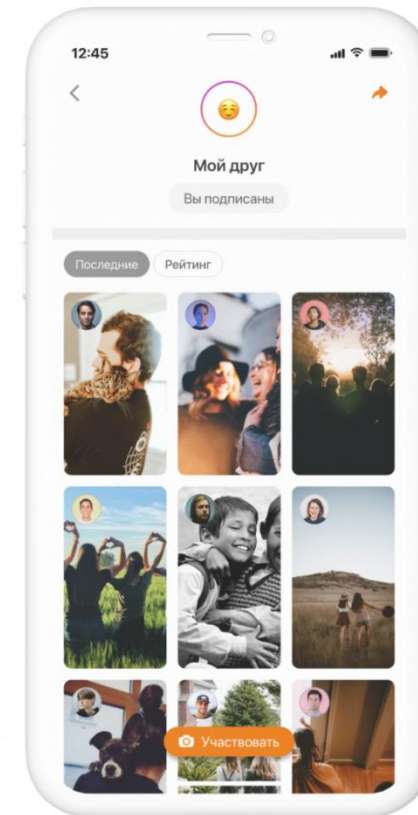 12:45
Мой друг
Вы подписаны
Последние
Рейтинг
Участвовать